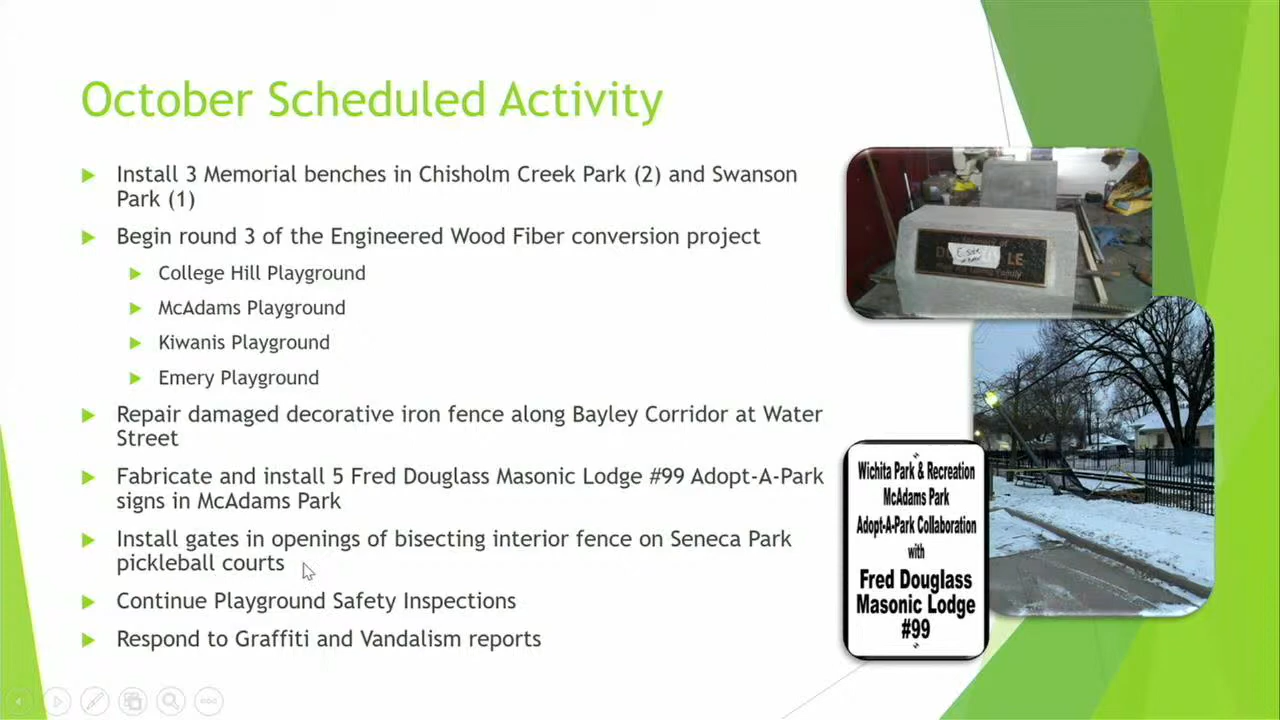 October Scheduled Activity
Install 3 Memorial benches in Chisholm Creek Park (2) and Swanson
Park (1)
Begin round 3 of the Engineered Wood Fiber conversion project
College Hill Playground
McAdams Playground
Kiwanis Playground
Emery Playground
Repair damaged decorative iron fence along Bayley Corridor at Water
Street
Fabricate and install 5 Fred Douglass Masonic Lodge #99 Adopt-A-Park
signs in McAdams Park
Install gates in openings of bisecting interior fence on Seneca Park
pickleball courts
Continue Playground Safety Inspections
Respond to Graffiti and Vandalism reports
Wichita Park & Recreation
McAdams Park
Adopt-A-Park Collaboration
with
Fred Douglass
Masonic Lodge
#99